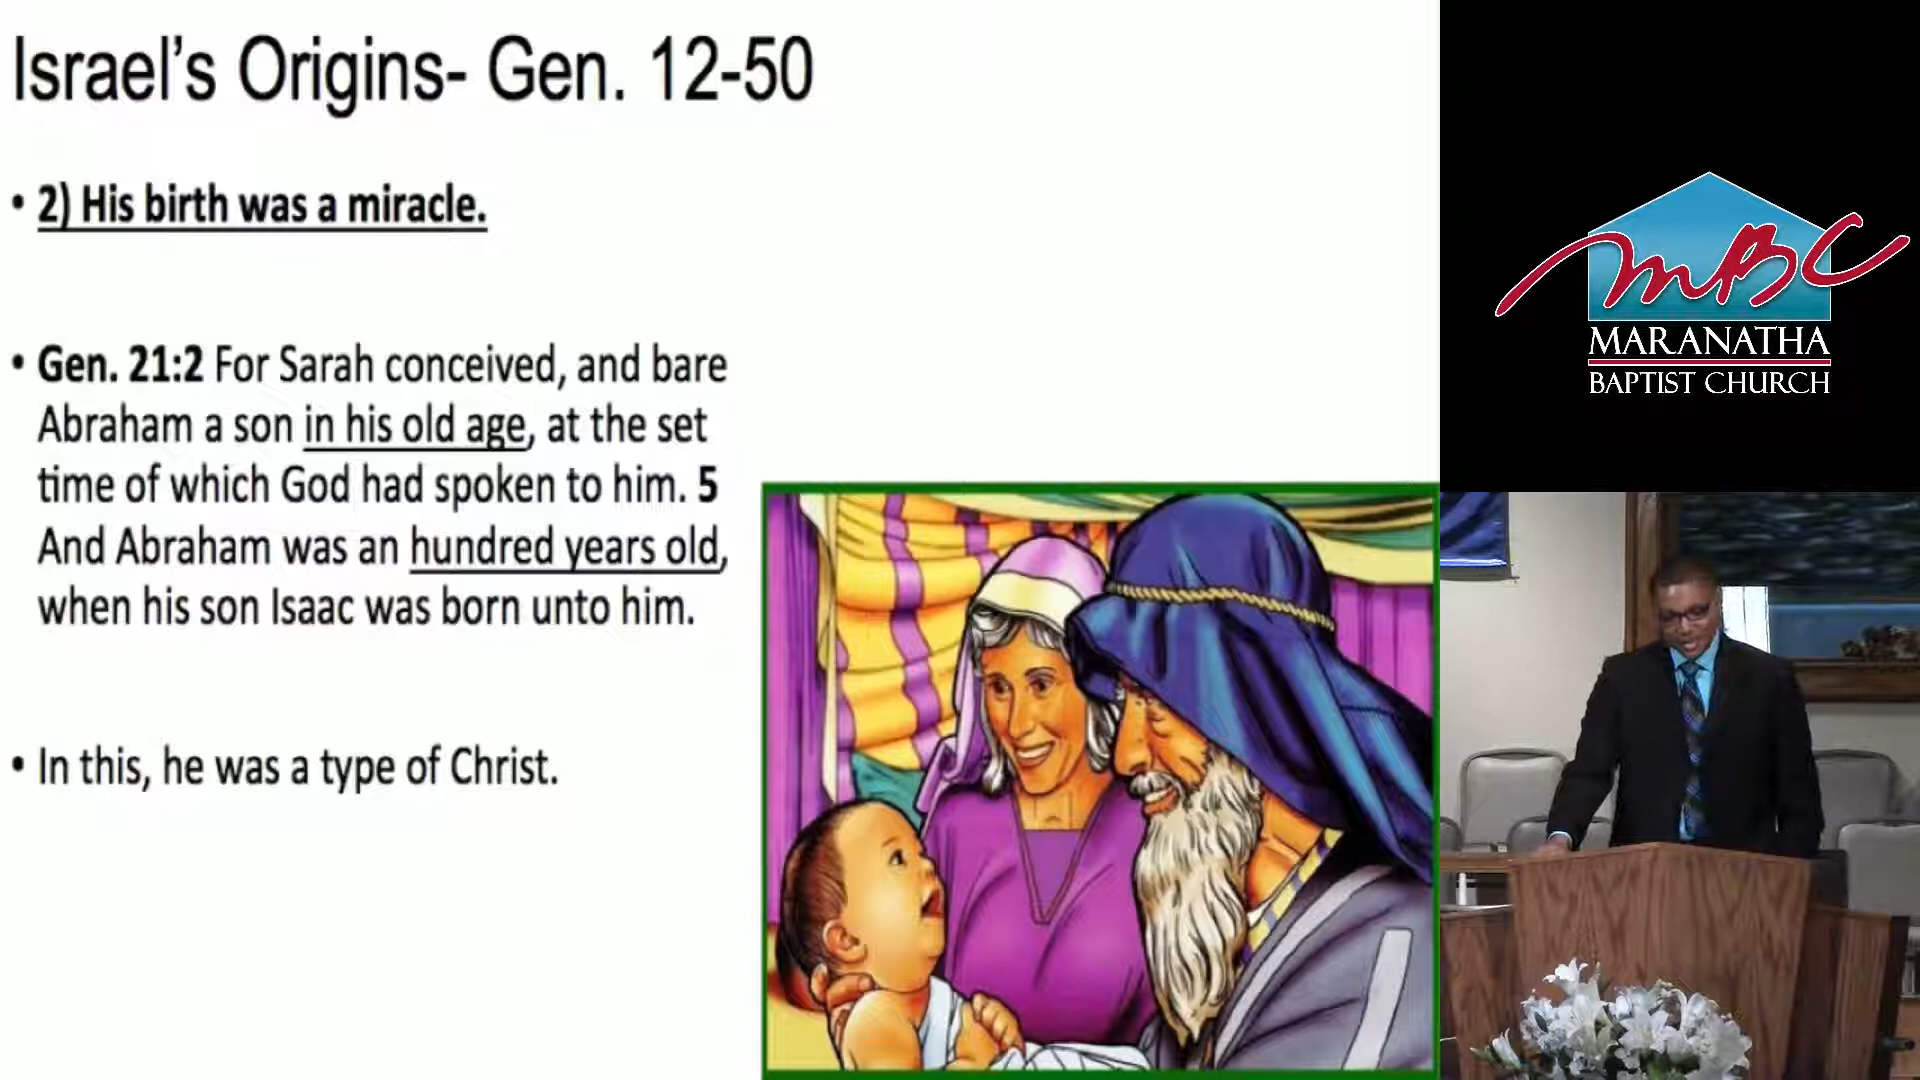 Israel's Origins- Gen. 12-50
• 2) His birth was a miracle.
• Gen. 21:2 For Sarah conceived, and bare
Abraham a son in his old age, at the set
time of which God had spoken to him. 5
And Abraham was an hundred years old,
when his son Isaac was born unto him.
• In this, he was a type of Christ.
MBC
MARANATHA
BAPTIST CHURCH